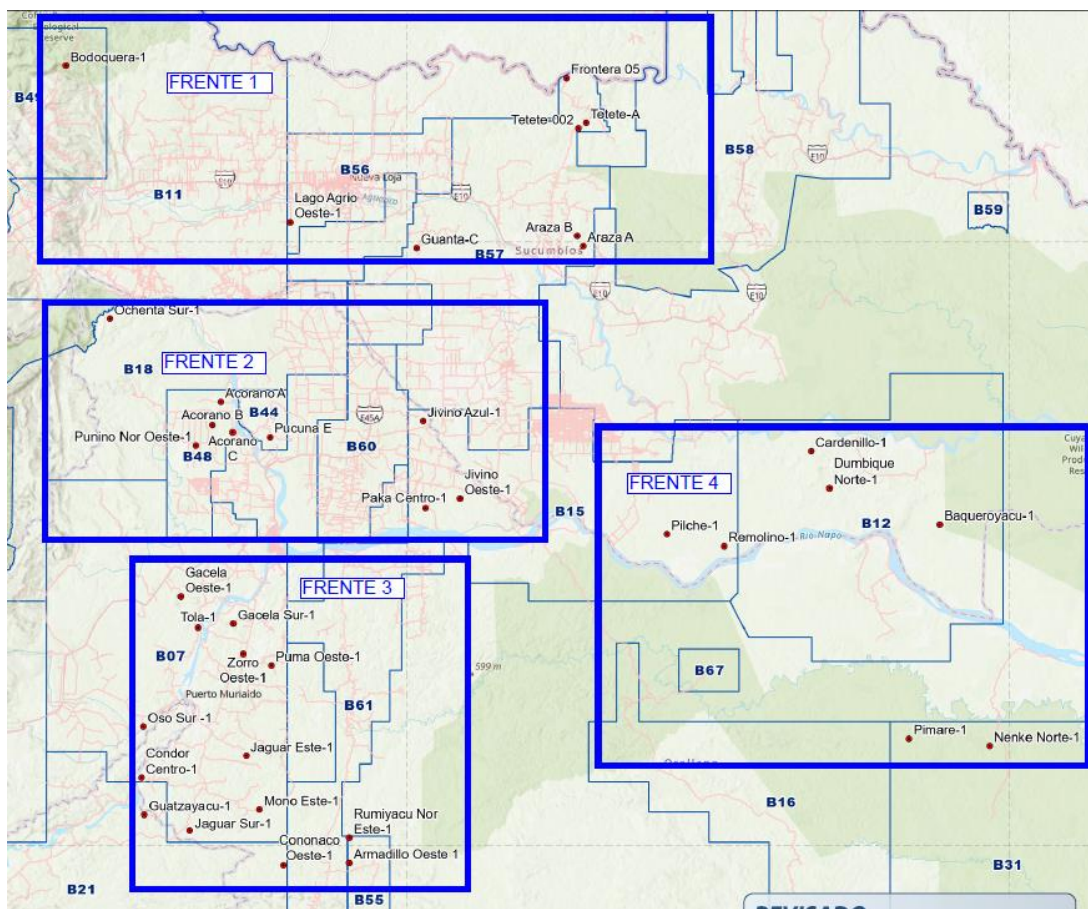 Ecological
Reserve
Bodoquera-1
FRENTE 1
Frontera 05
B49
Tetete-002
Tetete-A
B58
E10
B56
Nueva Loja
E10
B11
E10
Aguarico
Lago Agrio
Oeste-1
B59
Araza B
Guanta-C
Araza A
Sucumbíos
B57
E10
E10
Ochenta Sur-1
FRENTE 2
B18
Acorano A
Acorano B
B44
E45A
Jivino Azul-1
Punino Nor Oeste-1
Acorano
C
Pucuna E
B60
B48
Jivino
Oeste-1
Paka Centro-1
B15
Cardenillo-1
Dumbique
Norte-1
FRENTE 4
Baqueroyacu-1
B12
Pilche-1
Remolino-1
Rio Napo
Gacela
Oeste-1
FRENTE 3
Tola-1
Gacela Sur-1
B07
Zorro
Oeste-1
Puma Oeste-1
599 m
B67
Puerto Murialdo
B61
Oso Sur -1
Pimare-1
Nenke Norte-1
Jaguar Este-1
Condor
Centro-1
Orellana
B16
Guatzayacu-1
Mono Este-1
Jaguar Sur-1
Rumiyacu Nor
Este-1
Cononaco
Oeste-1
Armadillo Oeste 1
B31
B21
B55
REVISADO